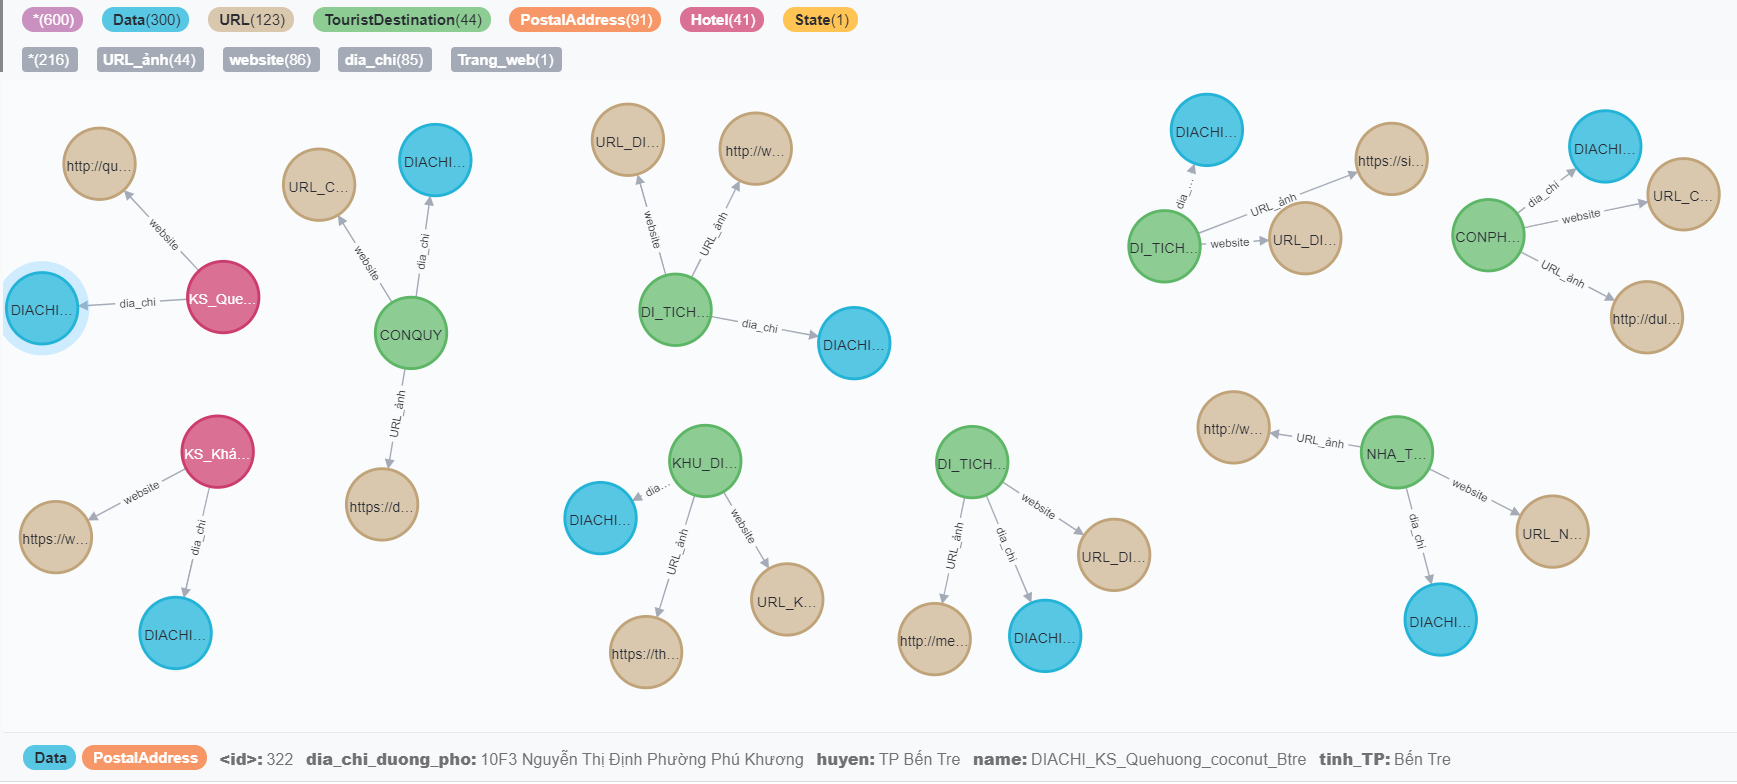 *(600) Data(300) URL(123) TouristDestination(44) PostalAddress(91) Hotel(41) State(1)
*(216) URL_ảnh(44) website(86) dia_chi(85) Trang_web(1)
http://qu…
website
DIACHI…
dia_chi
KS_Que…
URL_C…
DIACHI…
website
dia_chi
CONQUY
URL_ảnh
https://d…
URL_DI…
http://w…
website
URL_ảnh
DI_TICH…
dia_chi
DIACHI…
DIACHI…
https://si…
dia_…
URL_ảnh
DI_TICH…
website
URL_DI…
DIACHI…
dia_chi
URL_C…
website
CONPH…
URL_ảnh
http://dul…
KS_Khá…
website
https://w…
dia_chi
DIACHI…
KHU_DI…
dia…
DIACHI…
URL_ảnh
website
URL_K…
https://th…
DI_TICH…
website
URL_ảnh
dia_chi
URL_DI…
http://me…
DIACHI…
http://w…
URL_ảnh
NHA_T…
website
dia_chi
URL_N…
DIACHI…
Data PostalAddress <id>: 322 dia_chi_duong_pho: 10F3 Nguyễn Thị Định Phường Phú Khương huyen: TP Bến Tre name: DIACHI_KS_Quehuong_coconut_Btre tinh_TP: Bến Tre